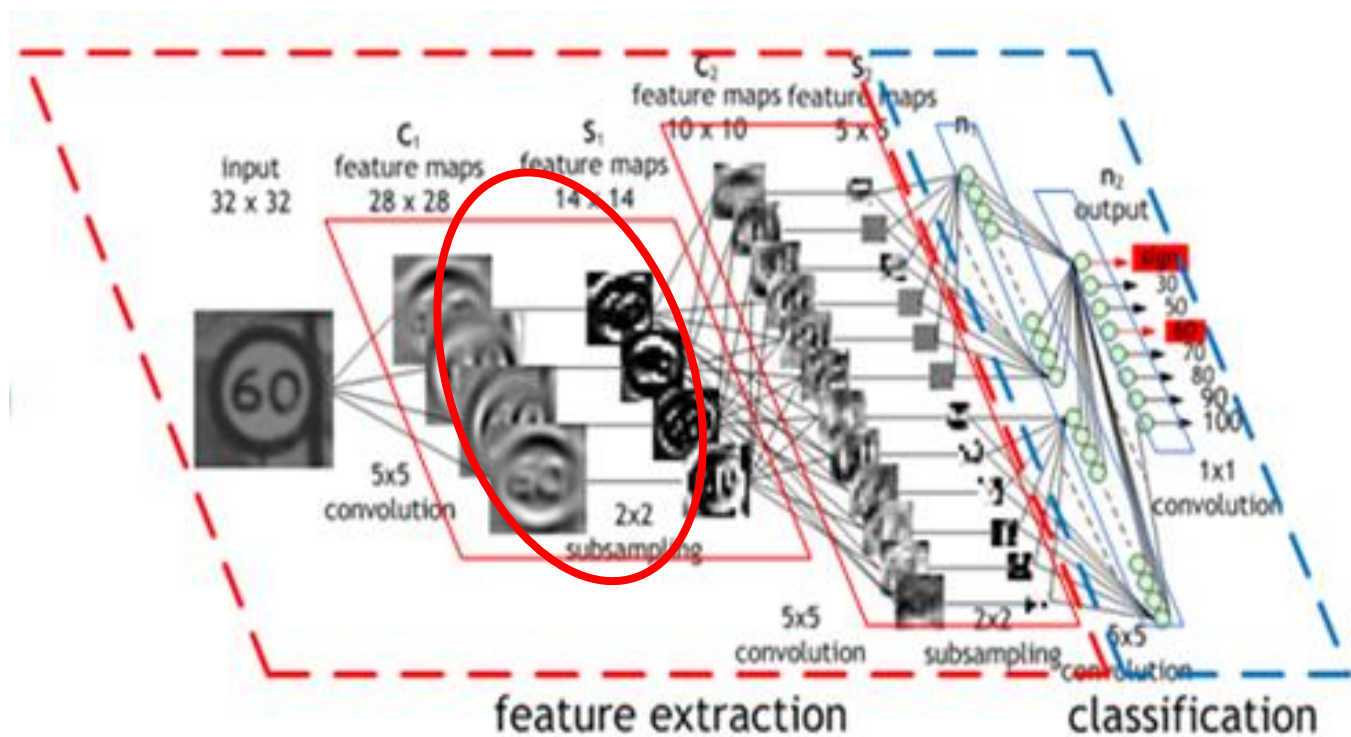 C₂
S₂
feature maps
feature maps
10 x 10
5 x 5
n₁
C₁
S₁
input
feature maps
feature maps
32 x 32
28 x 28
14 x 14
n₂
output
sign
30
50
60
70
80
90
100
60
5x5
convolution
2x2
subsampling
1x1
convolution
5x5
convolution
2x2
subsampling
5x5
convolution
feature extraction
classification